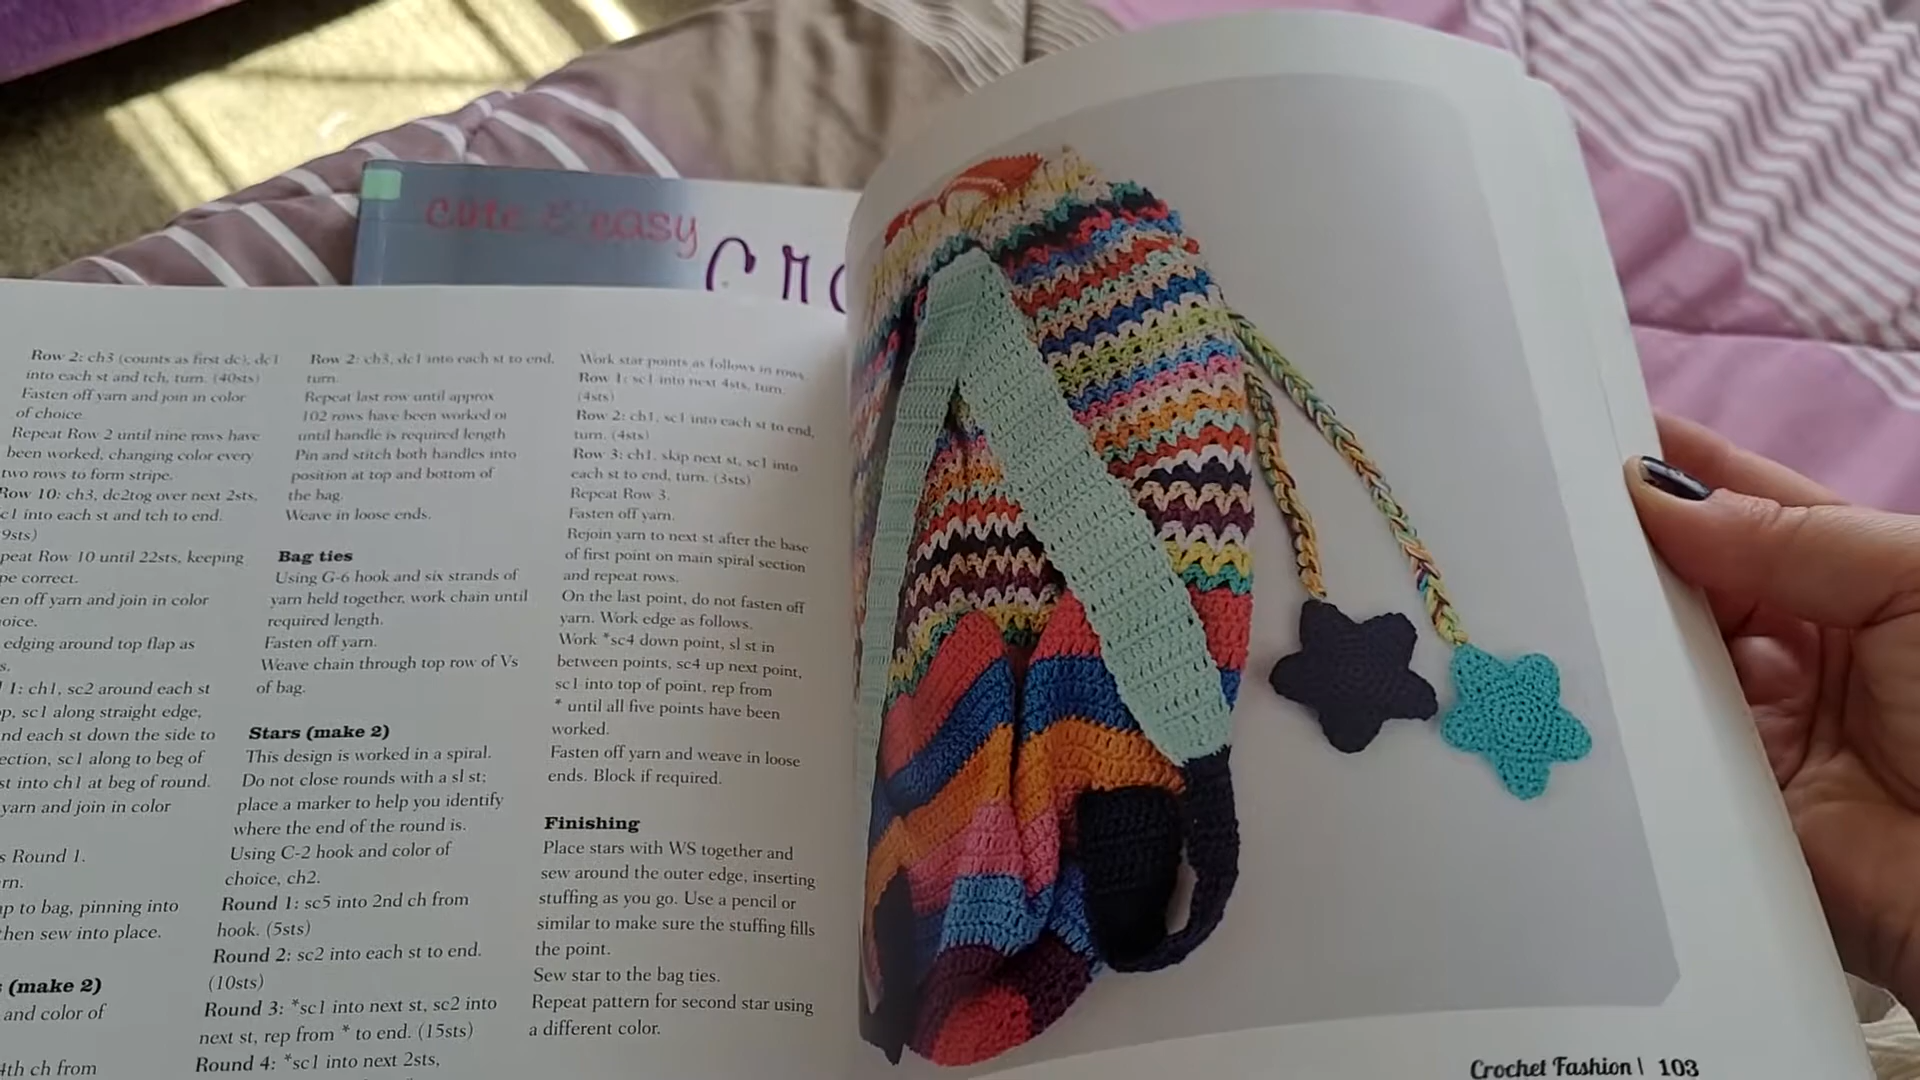 cute & easy
Row 2: ch3 (counts as first dc), dc1
into each st and tch, turn. (40sts)
Fasten off yarn and join in color
of choice.
Repeat Row 2 until nine rows have
been worked, changing color every
two rows to form stripe.
Row 10: ch3, dc2tog over next 2sts,
c1 into each st and tch to end.
9sts)
peat Row 10 until 22sts, keeping
pe correct.
en off yarn and join in color
oice.
edging around top flap as
s.
1: ch1, sc2 around each st
p, sc1 along straight edge,
nd each st down the side to
ection, sc1 along to beg of
st into ch1 at beg of round.
yarn and join in color
s Round 1.
rn.
ap to bag, pinning into
then sew into place.
(make 2)
and color of
4th ch from
Row 2: ch3, dc1 into each st to end,
turn.
Repeat last row until approx
102 rows have been worked or
until handle is required length
Pin and stitch both handles into
position at top and bottom of
the bag.
Weave in loose ends.
Bag ties
Using G-6 hook and six strands of
yarn held together, work chain until
required length.
Fasten off yarn.
Weave chain through top row of Vs
of bag.
Stars (make 2)
This design is worked in a spiral.
Do not close rounds with a sl st;
place a marker to help you identify
where the end of the round is.
Using C-2 hook and color of
choice, ch2.
Round 1: sc5 into 2nd ch from
hook. (5sts)
Round 2: sc2 into each st to end.
(10sts)
Round 3: *sc1 into next st, sc2 into
next st, rep from * to end. (15sts)
Round 4: *sc1 into next 2sts,
Work star points as follows in rows.
Row 1: sc1 into next 4sts, turn.
(4sts)
Row 2: ch1, sc1 into each st to end,
turn. (4sts)
Row 3: ch1, skip next st, sc1 into
each st to end, turn. (3sts)
Repeat Row 3.
Fasten off yarn.
Rejoin yarn to next st after the base
of first point on main spiral section
and repeat rows.
On the last point, do not fasten off
yarn. Work edge as follows.
Work *sc4 down point, sl st in
between points, sc4 up next point,
sc1 into top of point, rep from
* until all five points have been
worked.
Fasten off yarn and weave in loose
ends. Block if required.
Finishing
Place stars with WS together and
sew around the outer edge, inserting
stuffing as you go. Use a pencil or
similar to make sure the stuffing fills
the point.
Sew star to the bag ties.
Repeat pattern for second star using
a different color.
Crochet Fashion | 103